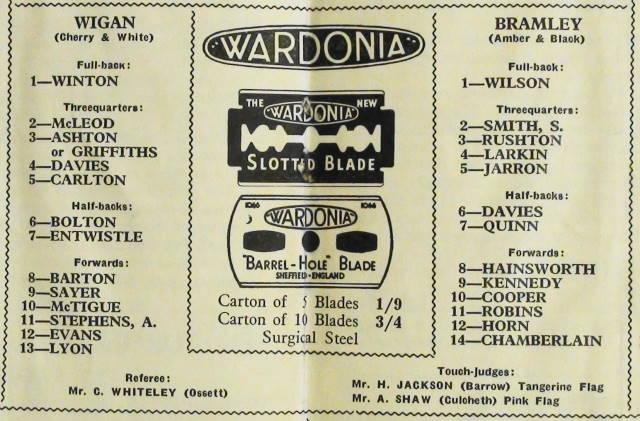 WIGAN
(Cherry & White)
Full-back:
1—WINTON
Threequarters:
2—McLEOD
3—ASHTON
or GRIFFITHS
4—DAVIES
5—CARLTON
Half-backs:
6—BOLTON
7—ENTWISTLE
Forwards:
8—BARTON
9—SAYER
10—McTIGUE
11—STEPHENS, A.
12—EVANS
13—LYON
WARDONIA
THE WARDONIA NEW
SLOTTED BLADE
1066 WARDONIA 1066
"BARREL-HOLE" BLADE
SHEFFIELD·ENGLAND
Carton of 5 Blades 1/9
Carton of 10 Blades 3/4
Surgical Steel
BRAMLEY
(Amber & Black)
Full-back:
1—WILSON
Threequarters:
2—SMITH, S.
3—RUSHTON
4—LARKIN
5—JARRON
Half-backs:
6—DAVIES
7—QUINN
Forwards:
8—HAINSWORTH
9—KENNEDY
10—COOPER
11—ROBINS
12—HORN
14—CHAMBERLAIN
Referee:
Mr. C. WHITELEY (Ossett)
Touch-Judges:
Mr. H. JACKSON (Barrow) Tangerine Flag
Mr. A. SHAW (Culcheth) Pink Flag